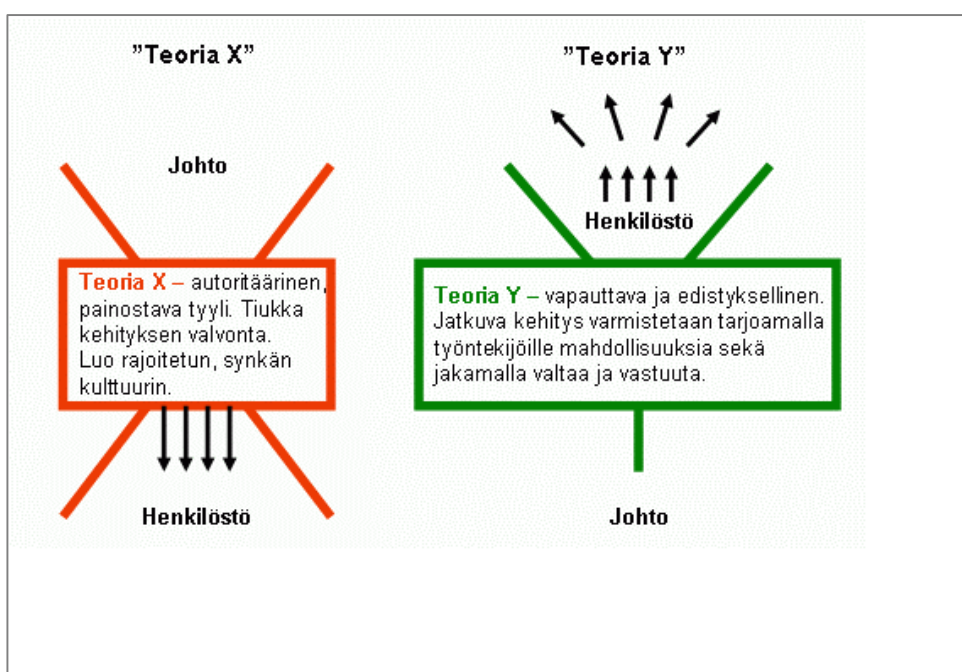 "Teoria X"
Johto
Teoria X – autoritäärinen,
painostava tyyli. Tiukka
kehityksen valvonta.
Luo rajoitetun, synkän
kulttuurin.
Henkilöstö
"Teoria Y"
Henkilöstö
Teoria Y – vapauttava ja edistyksellinen.
Jatkuva kehitys varmistetaan tarjoamalla
työntekijöille mahdollisuuksia sekä
jakamalla valtaa ja vastuuta.
Johto